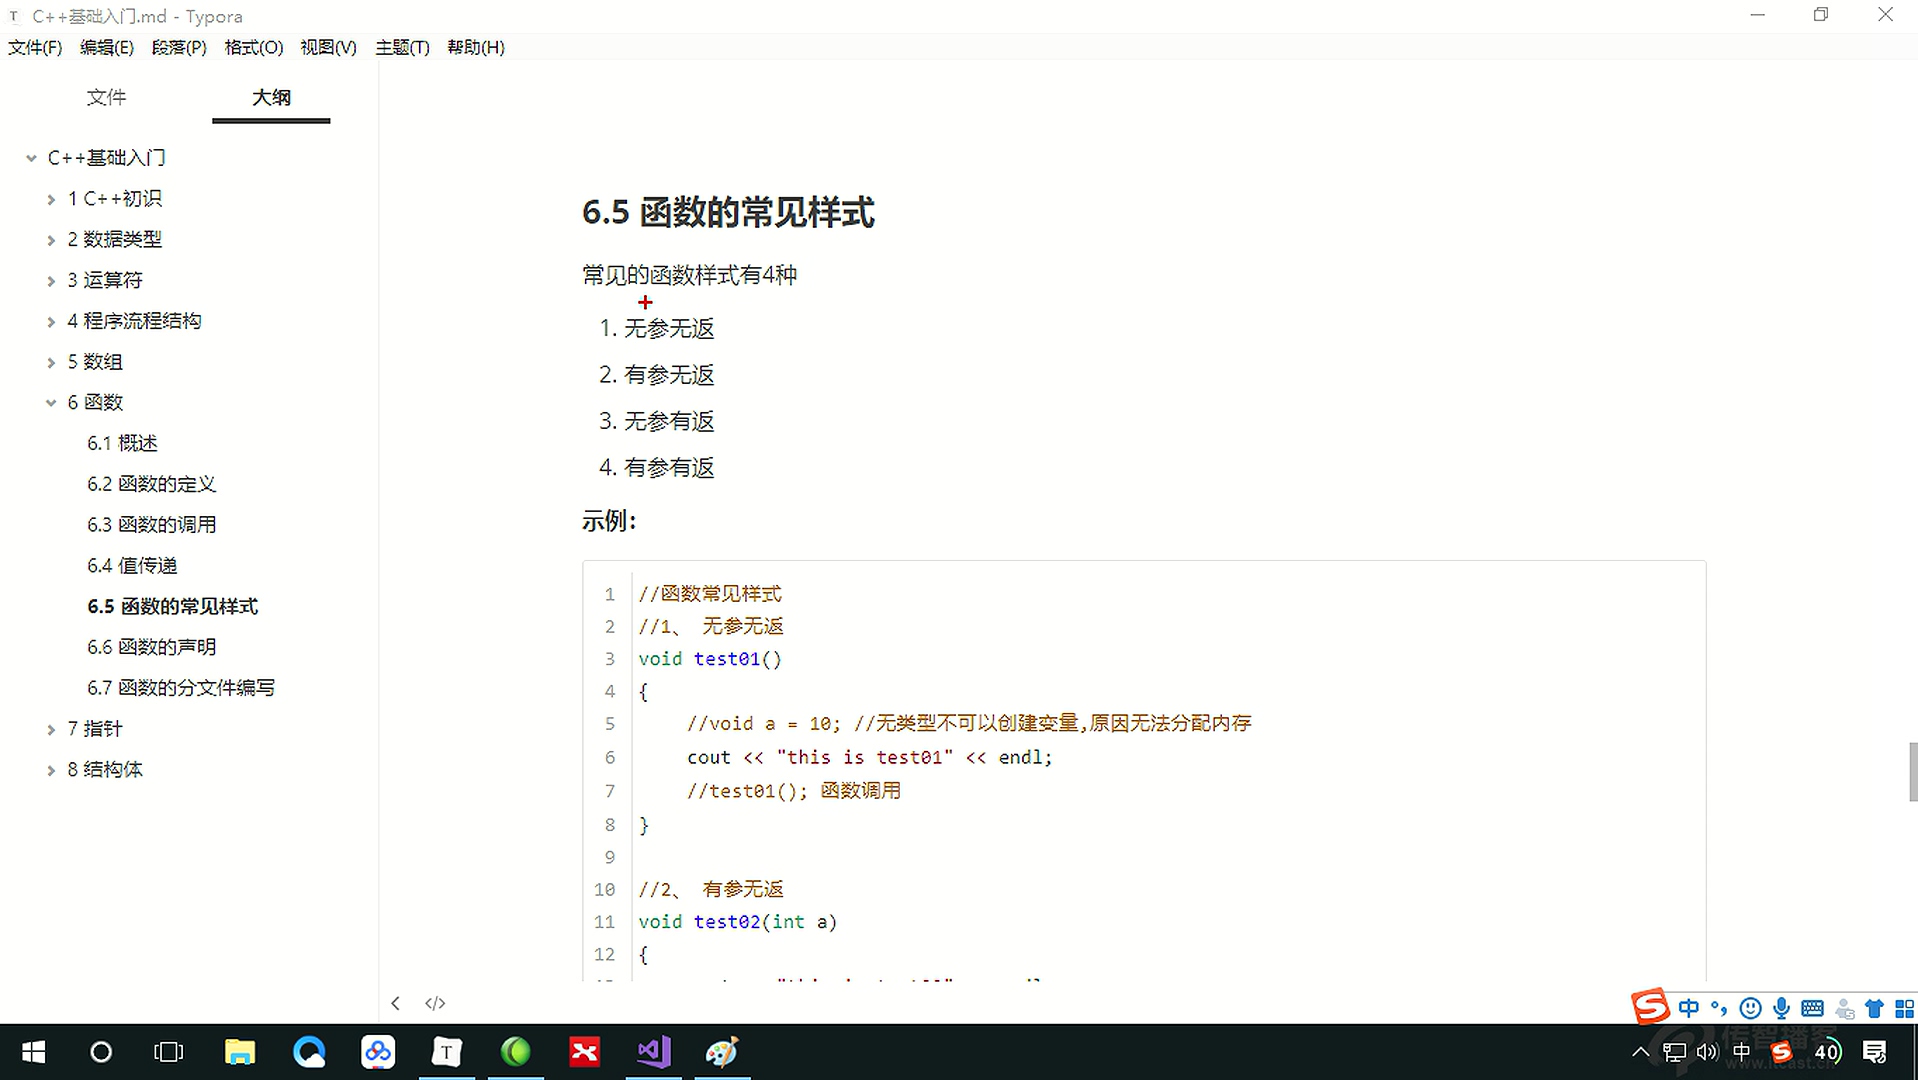 C++基础入门.md - Typora
文件(F) 编辑(E) 段落(P) 格式(O) 视图(V) 主题(T) 帮助(H)
文件 大纲
C++基础入门
1 C++初识
2 数据类型
3 运算符
4 程序流程结构
5 数组
6 函数
6.1 概述
6.2 函数的定义
6.3 函数的调用
6.4 值传递
6.5 函数的常见样式
6.6 函数的声明
6.7 函数的分文件编写
7 指针
8 结构体
6.5 函数的常见样式
常见的函数样式有4种
1. 无参无返
2. 有参无返
3. 无参有返
4. 有参有返
示例：
1 //函数常见样式
2 //1、 无参无返
3 void test01()
4 {
5 //void a = 10; //无类型不可以创建变量,原因无法分配内存
6 cout << "this is test01" << endl;
7 //test01(); 函数调用
8 }
9
10 //2、 有参无返
11 void test02(int a)
12 {
中
中 40
传智播客
www.itcast.cn